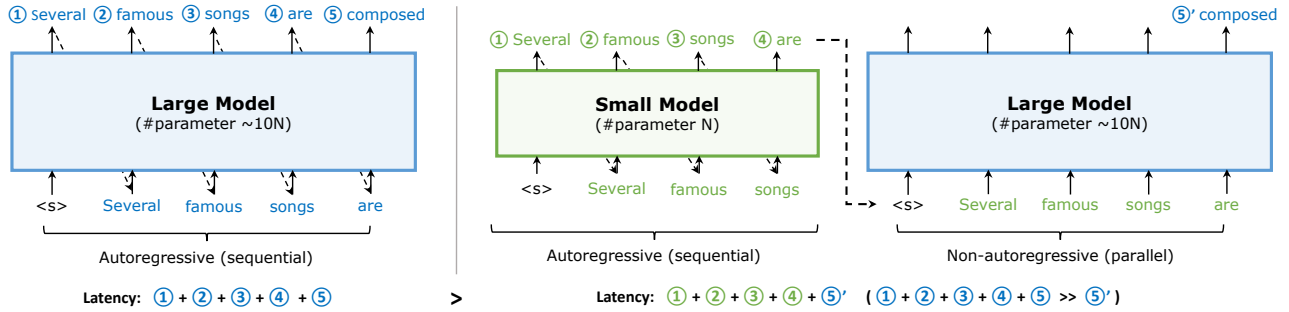 ① Several ② famous ③ songs ④ are ⑤ composed
Large Model
(#parameter ~10N)
<s> Several famous songs are
Autoregressive (sequential)
Latency: ① + ② + ③ + ④ + ⑤
>
① Several ② famous ③ songs ④ are
Small Model
(#parameter N)
<s> Several famous songs
Autoregressive (sequential)
⑤’ composed
Large Model
(#parameter ~10N)
<s> Several famous songs are
Non-autoregressive (parallel)
Latency: ① + ② + ③ + ④ + ⑤’ ( ① + ② + ③ + ④ + ⑤ >> ⑤’ )